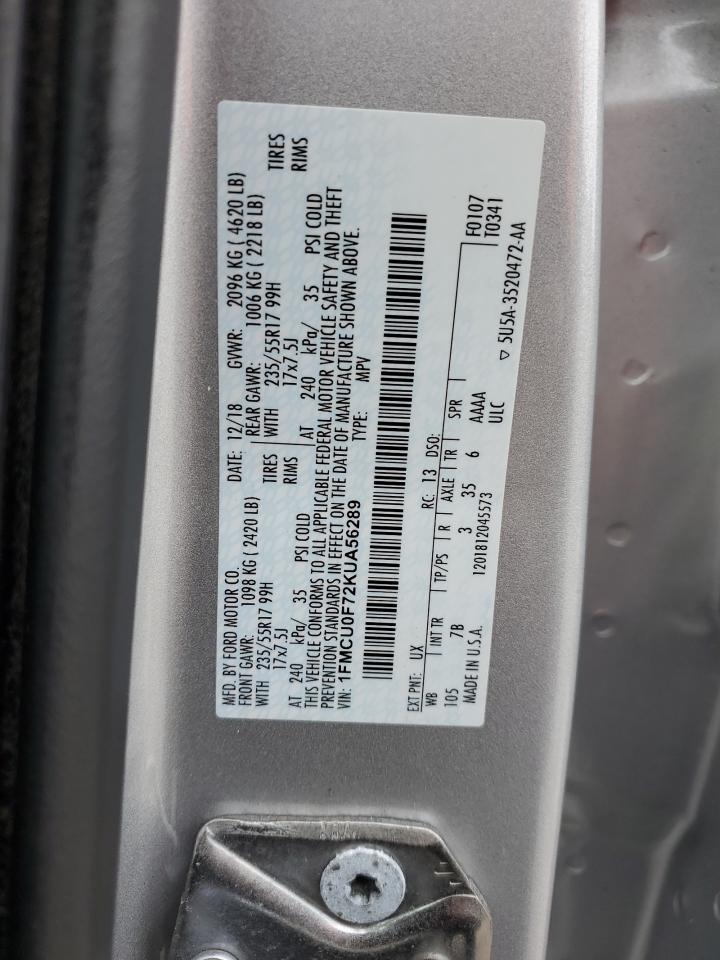 MFD. BY FORD MOTOR CO. DATE: 12/18 GVWR: 2096 KG ( 4620 LB)
FRONT GAWR: 1098 KG ( 2420 LB) REAR GAWR: 1006 KG ( 2218 LB)
WITH 235/55R17 99H TIRES WITH 235/55R17 99H TIRES
17x7.5J RIMS 17x7.5J RIMS
AT 240 kPa/ 35 PSI COLD AT 240 kPa/ 35 PSI COLD
THIS VEHICLE CONFORMS TO ALL APPLICABLE FEDERAL MOTOR VEHICLE SAFETY AND THEFT
PREVENTION STANDARDS IN EFFECT ON THE DATE OF MANUFACTURE SHOWN ABOVE.
VIN: 1FMCU0F72KUA56289 TYPE: MPV
EXT PNT: UX RC: 13 DSO: F0107
WB INT TR TP/PS R AXLE TR SPR T0341
105 7B 3 35 6 AAAA
MADE IN U.S.A. 1201812045573 ULC
▽ 5U5A-3520472-AA